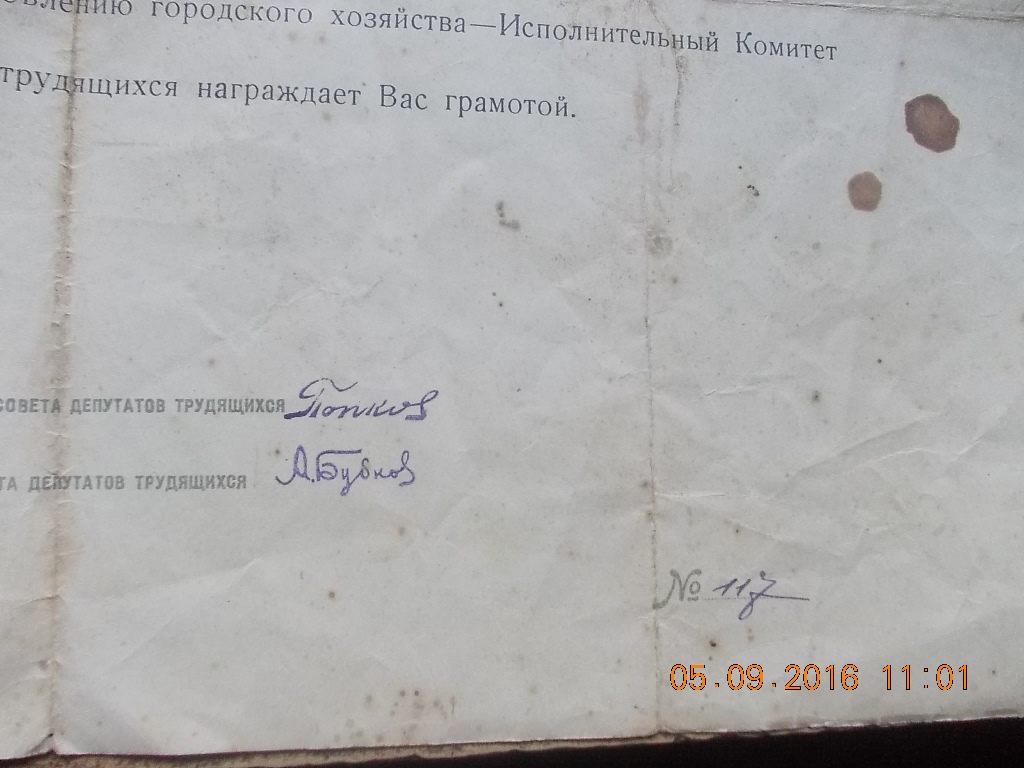 овлению городского хозяйства—Исполнительный Комитет
трудящихся награждает Вас грамотой.
СОВЕТА ДЕПУТАТОВ ТРУДЯЩИХСЯ Попков
ТА ДЕПУТАТОВ ТРУДЯЩИХСЯ А.Бубнов
№ 117
05.09.2016 11:01